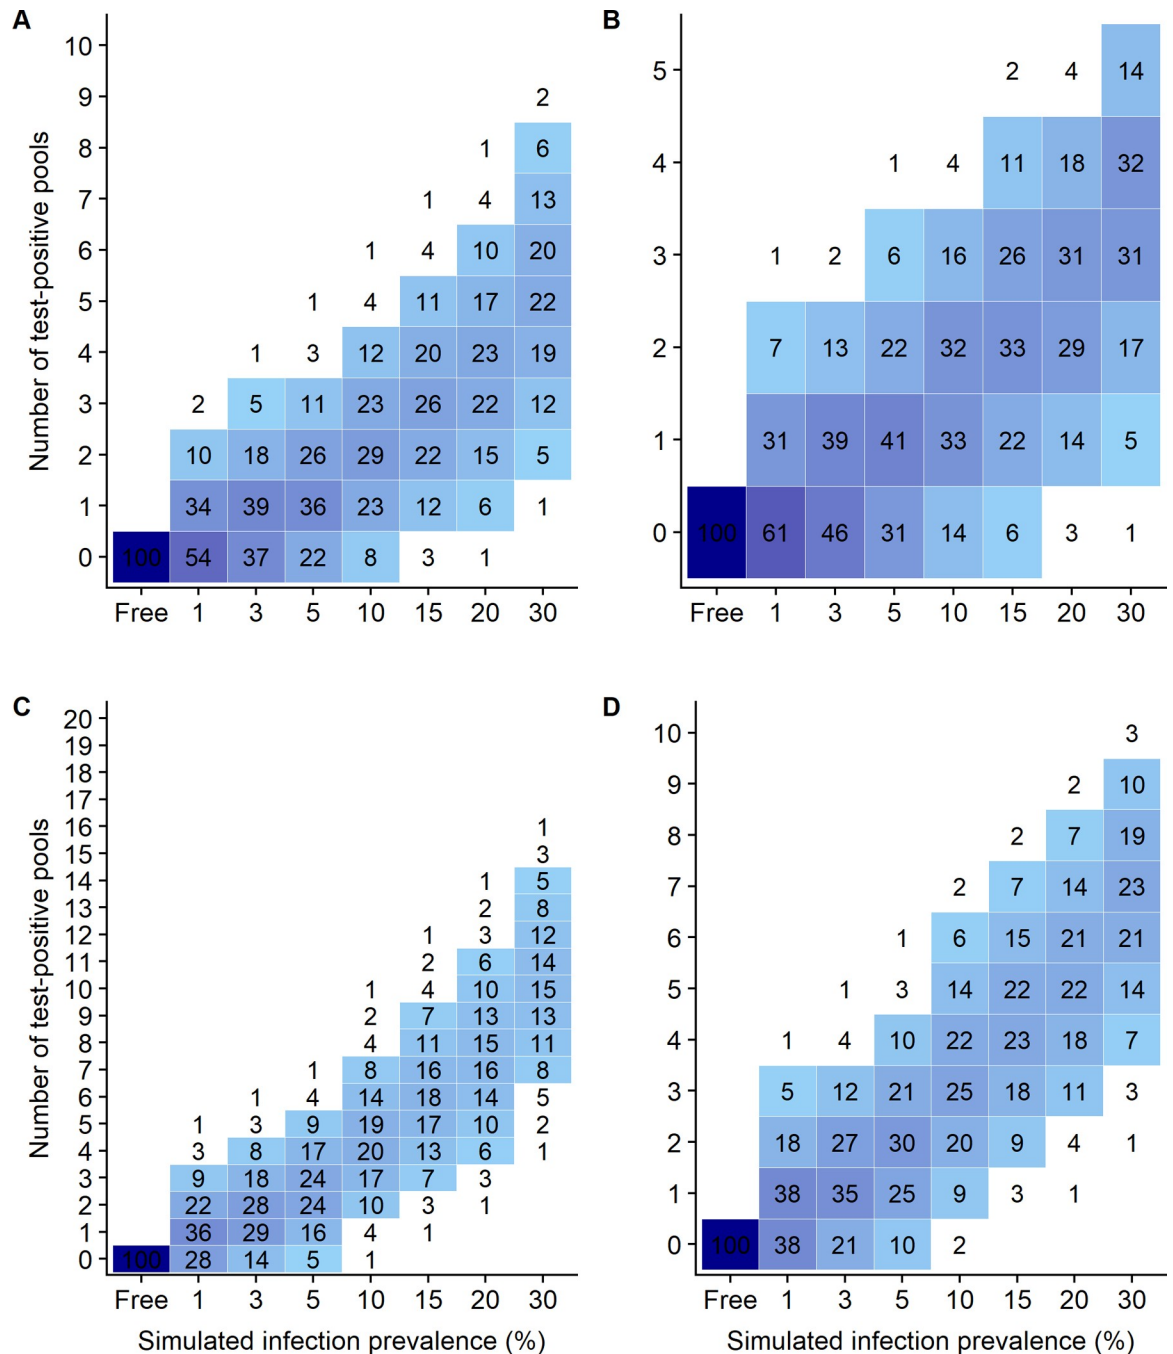 A
10
9 2
8 1 6
7 1 4 13
6 1 4 10 20
5 1 4 11 17 22
4 1 3 12 20 23 19
3 2 5 11 23 26 22 12
2 10 18 26 29 22 15 5
1 34 39 36 23 12 6 1
0 100 54 37 22 8 3 1
Free 1 3 5 10 15 20 30
Number of test-positive pools
B
5 2 4 14
4 1 4 11 18 32
3 1 2 6 16 26 31 31
2 7 13 22 32 33 29 17
1 31 39 41 33 22 14 5
0 100 61 46 31 14 6 3 1
Free 1 3 5 10 15 20 30
C
20
19
18
17
16 1
15 3
14 1 5
13 2 8
12 1 3 12
11 2 6 14
10 1 4 10 15
9 2 7 13 13
8 4 11 15 11
7 1 8 16 16 8
6 1 4 14 18 14 5
5 1 3 9 19 17 10 2
4 3 8 17 20 13 6 1
3 9 18 24 17 7 3
2 22 28 24 10 3 1
1 36 29 16 4 1
0 100 28 14 5 1
Free 1 3 5 10 15 20 30
Number of test-positive pools
Simulated infection prevalence (%)
D
10 3
9 2 10
8 2 7 19
7 2 7 14 23
6 1 6 15 21 21
5 1 3 14 22 22 14
4 1 4 10 22 23 18 7
3 5 12 21 25 18 11 3
2 18 27 30 20 9 4 1
1 38 35 25 9 3 1
0 100 38 21 10 2
Free 1 3 5 10 15 20 30
Simulated infection prevalence (%)